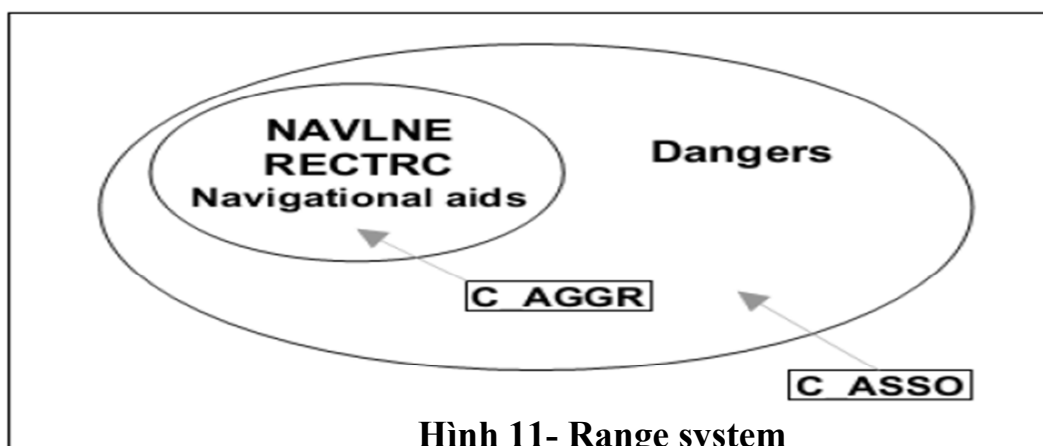 NAVLNE
RECTRC
Navigational aids
Dangers
C_AGGR
C_ASSO
Hình 11- Range system